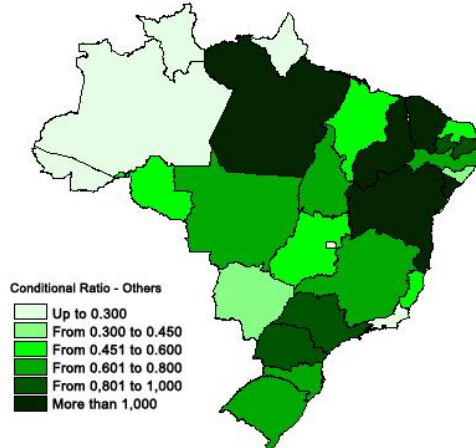 Conditional Ratio - Others
Up to 0.300
From 0.300 to 0.450
From 0.451 to 0.600
From 0.601 to 0.800
From 0,801 to 1,000
More than 1,000